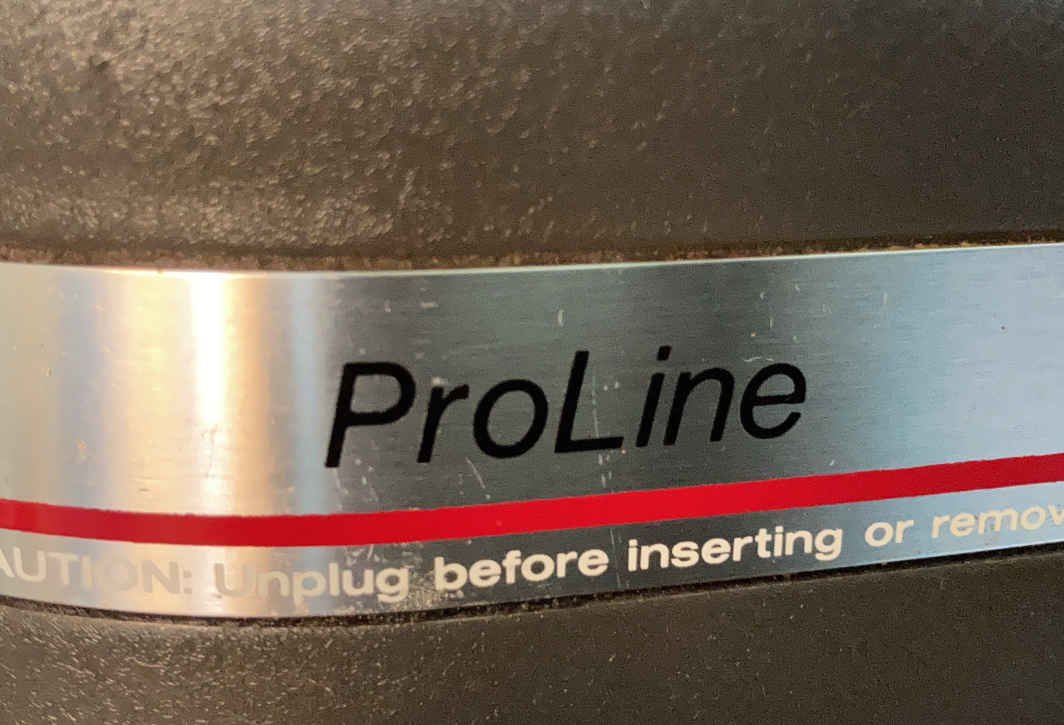 ProLine
AUTION: Unplug before inserting or remov